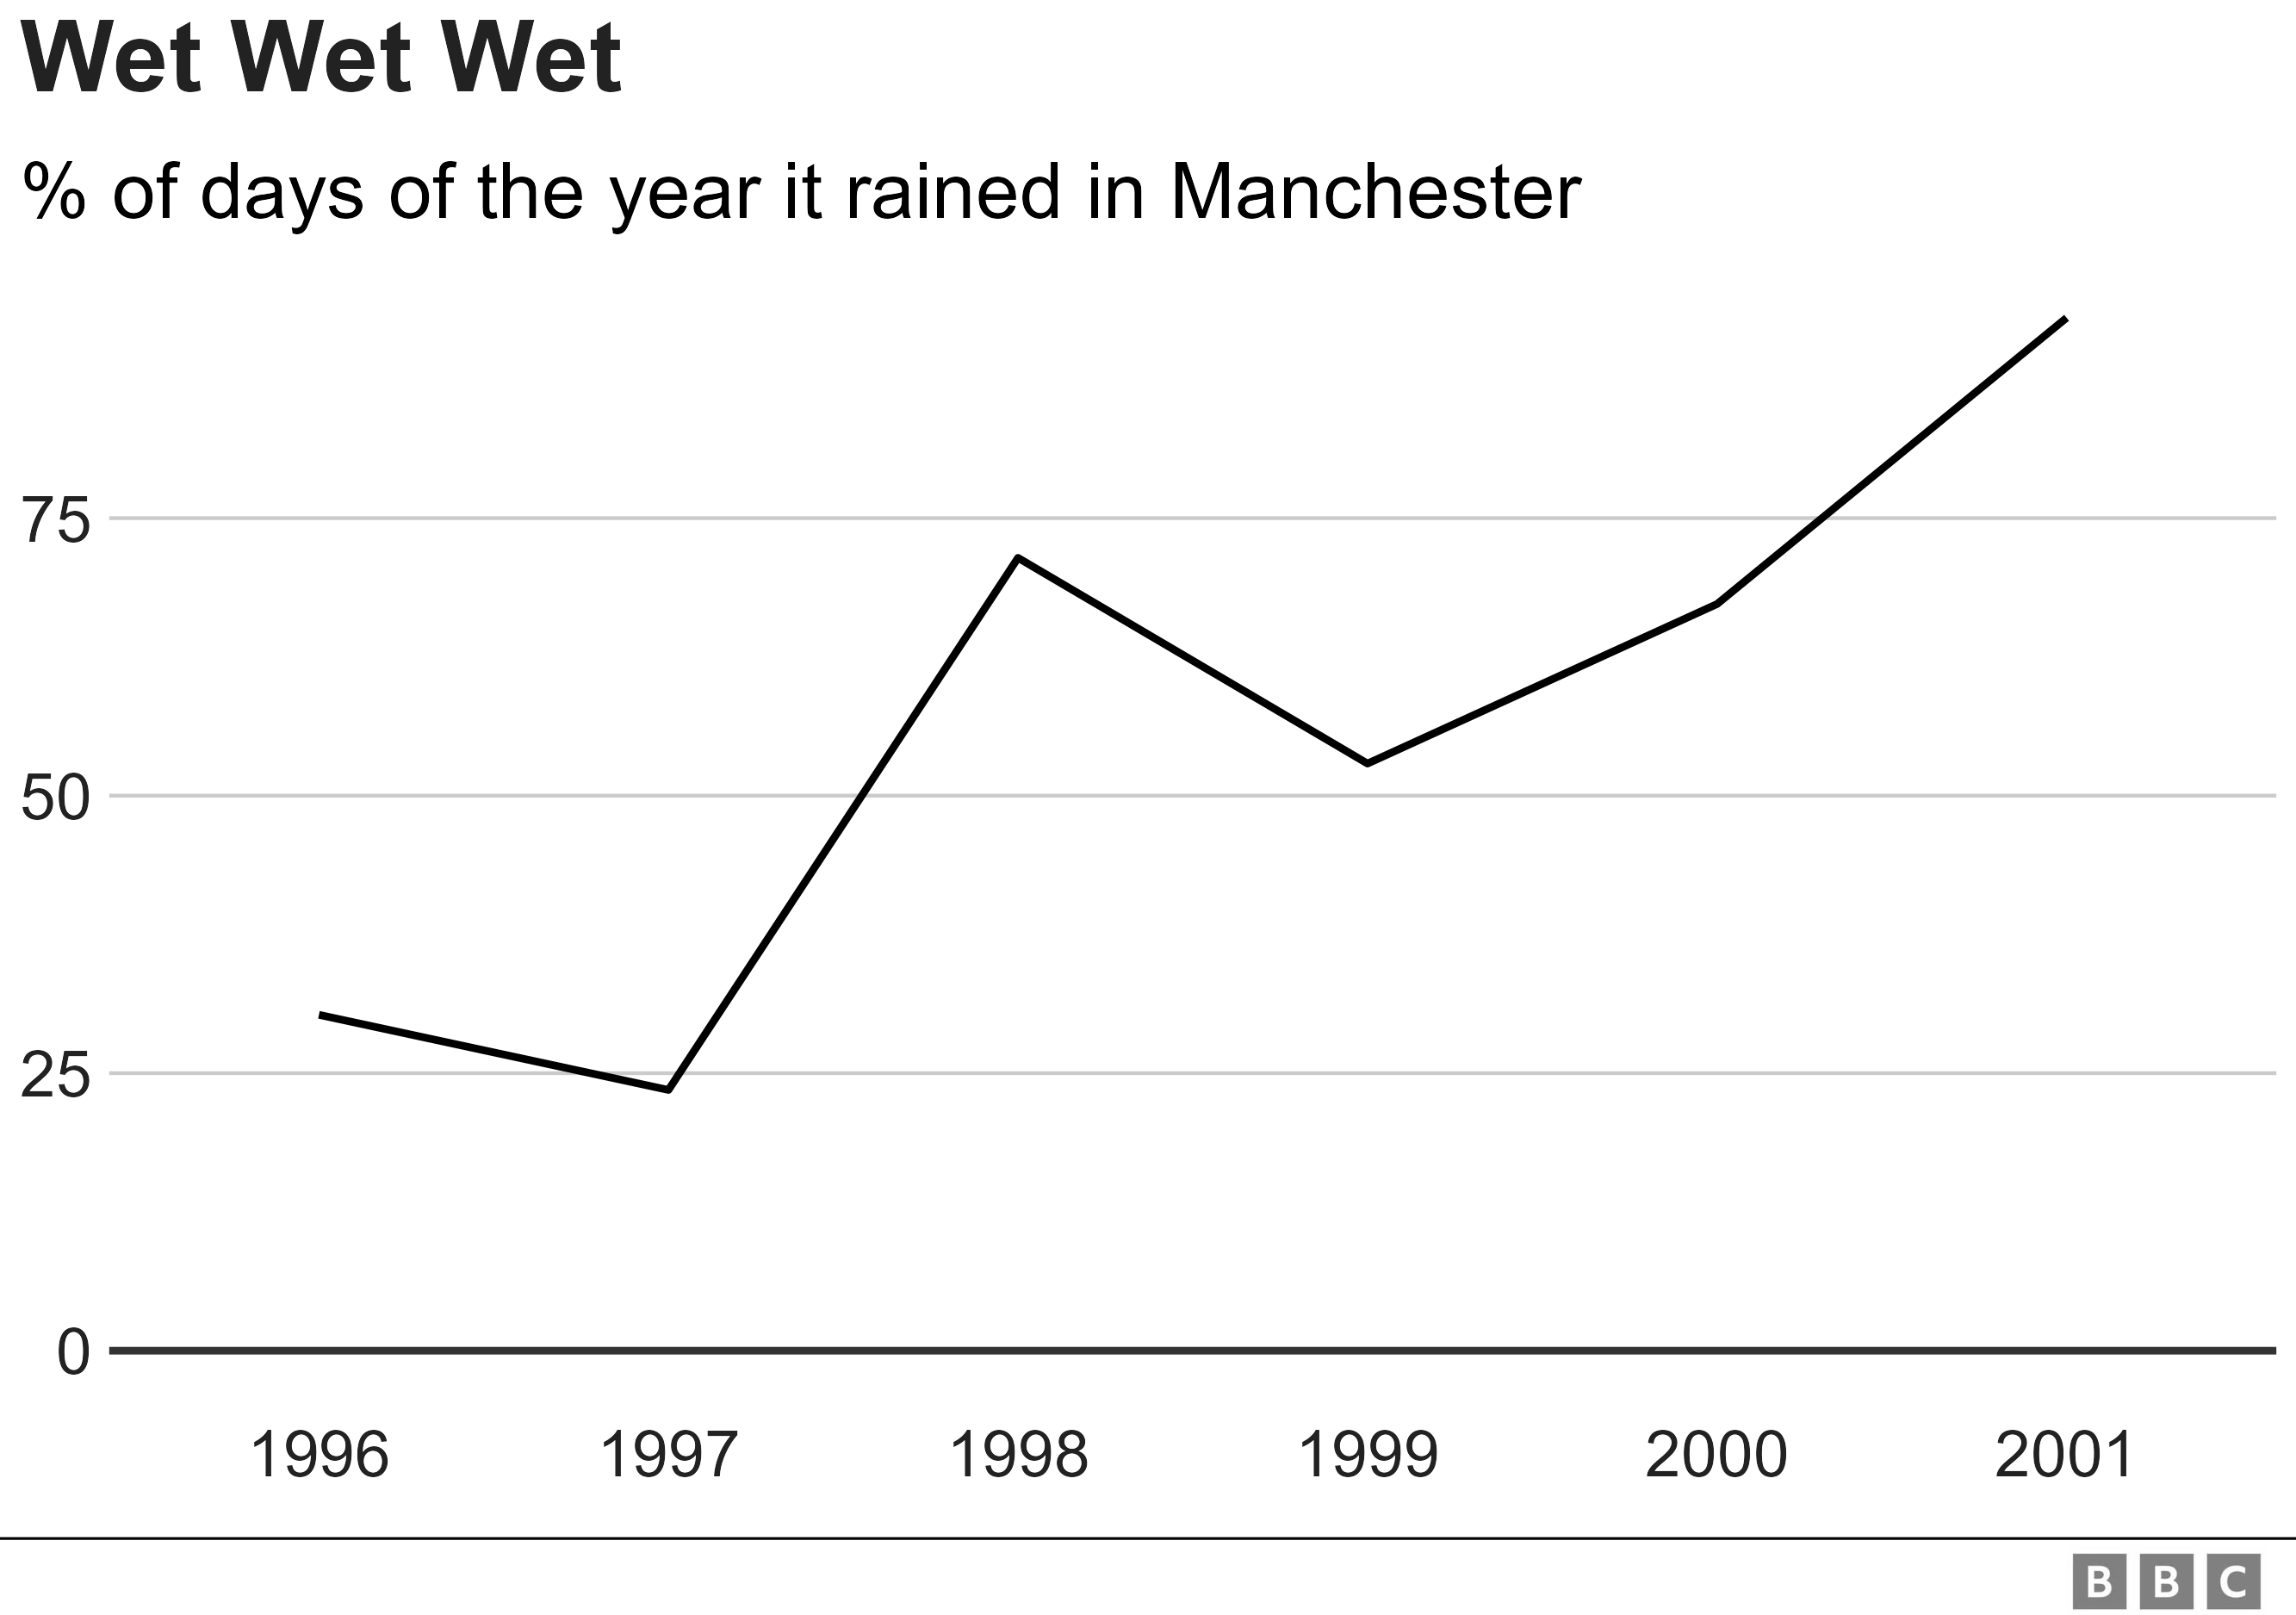 Wet Wet Wet
% of days of the year it rained in Manchester
75
50
25
0
1996 1997 1998 1999 2000 2001
BBC